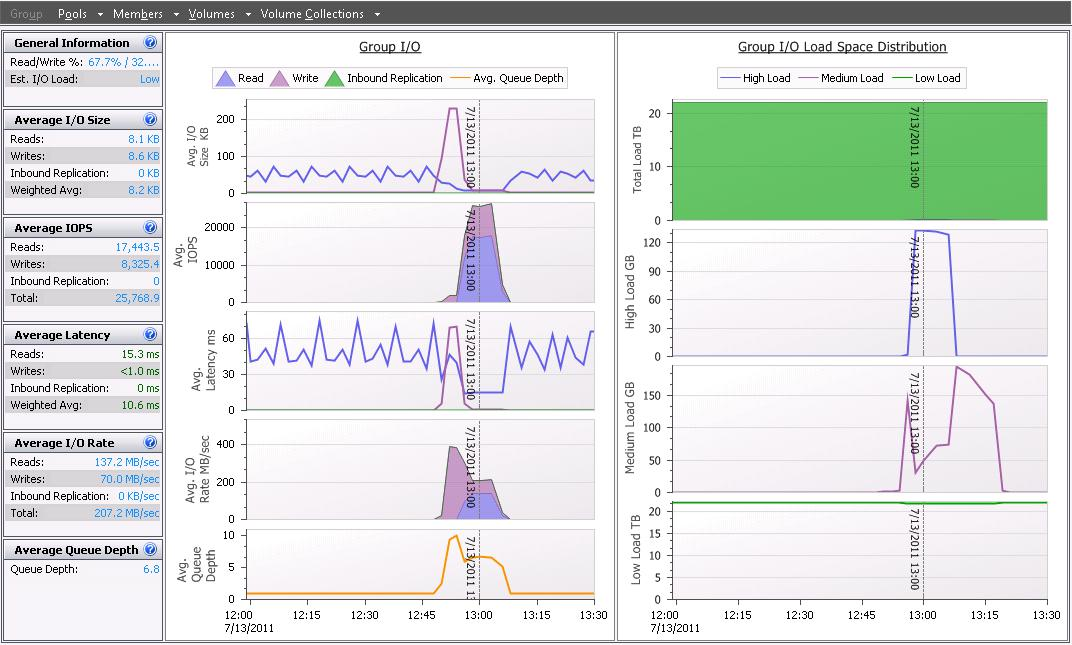 Group Pools Members Volumes Volume Collections
General Information
Read/Write %: 67.7% / 32....
Est. I/O Load: Low
Average I/O Size
Reads: 8.1 KB
Writes: 8.6 KB
Inbound Replication: 0 KB
Weighted Avg: 8.2 KB
Average IOPS
Reads: 17,443.5
Writes: 8,325.4
Inbound Replication: 0
Total: 25,768.9
Average Latency
Reads: 15.3 ms
Writes: <1.0 ms
Inbound Replication: 0 ms
Weighted Avg: 10.6 ms
Average I/O Rate
Reads: 137.2 MB/sec
Writes: 70.0 MB/sec
Inbound Replication: 0 KB/sec
Total: 207.2 MB/sec
Average Queue Depth
Queue Depth: 6.8
Group I/O
Read Write Inbound Replication Avg. Queue Depth
Avg. I/O
Size KB
200
100
0
7/13/2011 13:00
Avg.
IOPS
20000
10000
0
7/13/2011 13:00
Avg.
Latency ms
60
30
0
7/13/2011 13:00
Avg. I/O
Rate MB/sec
400
200
0
7/13/2011 13:00
Avg.
Queue
Depth
10
5
0
7/13/2011 13:
12:00 12:15 12:30 12:45 13:00 13:15 13:30
7/13/2011
Group I/O Load Space Distribution
High Load Medium Load Low Load
Total Load TB
20
10
0
7/13/2011 13:00
High Load GB
120
90
60
30
0
7/13/2011 13:00
Medium Load GB
150
100
50
0
7/13/2011 13:00
Low Load TB
20
15
10
5
0
7/13/2011 13:00
12:00 12:15 12:30 12:45 13:00 13:15 13:30
7/13/2011